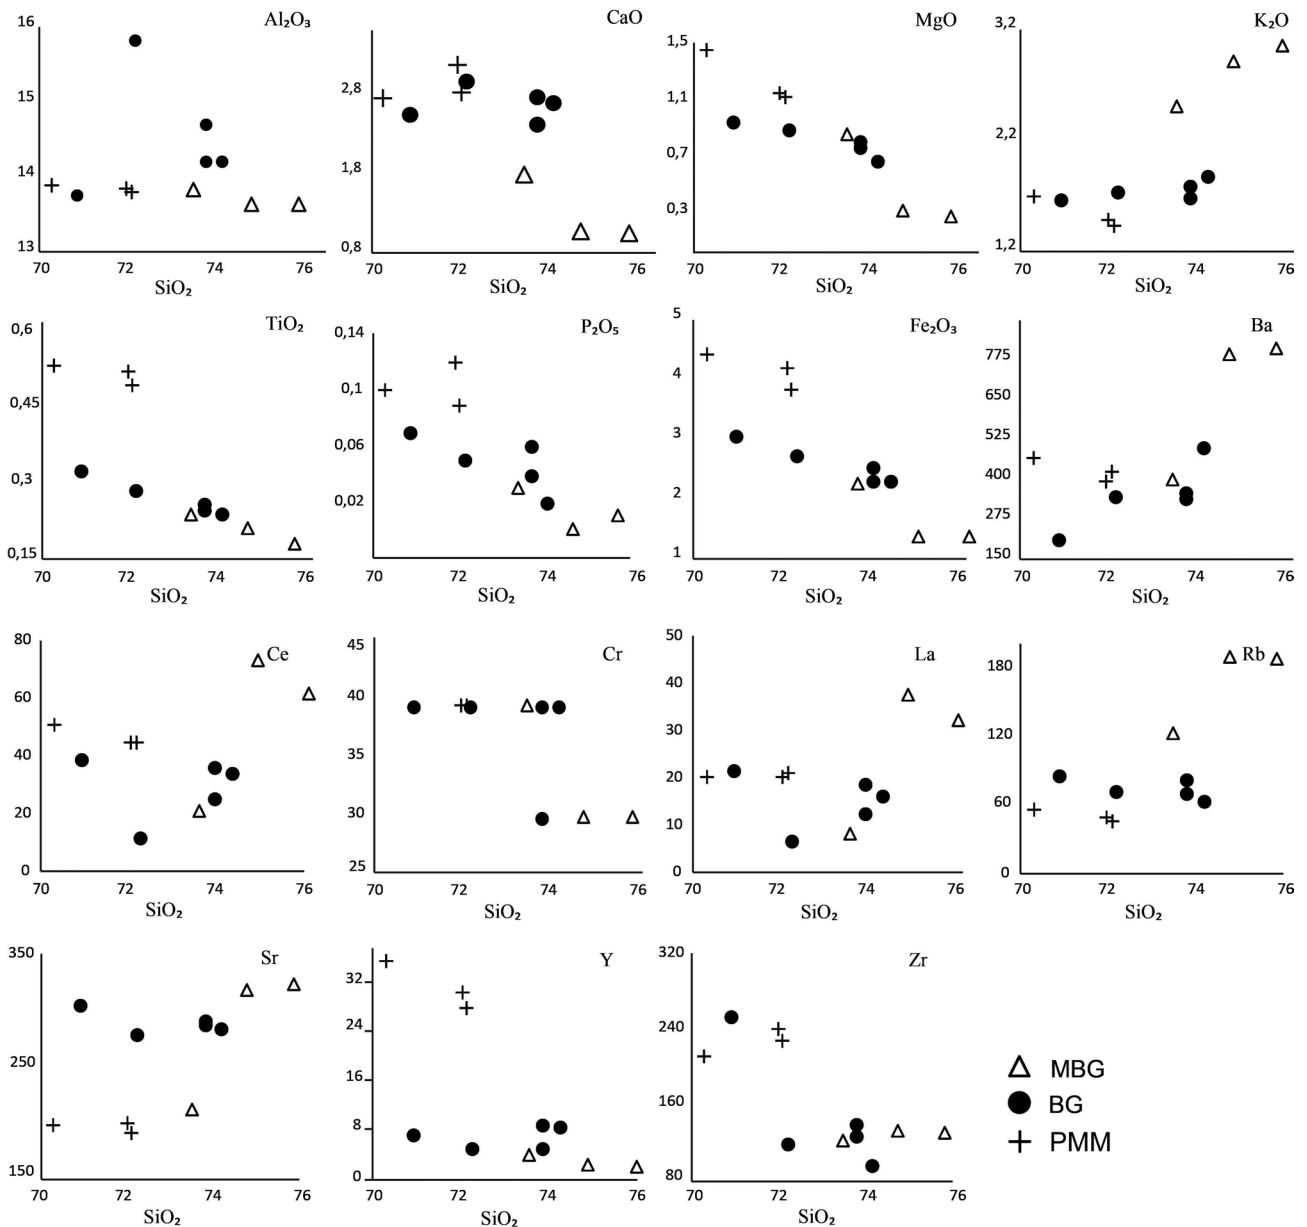 Al₂O₃
16
15
14
13
70 72 74 76
SiO₂
CaO
2,8
1,8
0,8
70 72 74 76
SiO₂
MgO
1,5
1,1
0,7
0,3
70 72 74 76
SiO₂
K₂O
3,2
2,2
1,2
70 72 74 76
SiO₂
TiO₂
0,6
0,45
0,3
0,15
70 72 74 76
SiO₂
P₂O₅
0,14
0,1
0,06
0,02
70 72 74 76
SiO₂
Fe₂O₃
5
4
3
2
1
70 72 74 76
SiO₂
Ba
775
650
525
400
275
150
70 72 74 76
SiO₂
Ce
80
60
40
20
0
70 72 74 76
SiO₂
Cr
45
40
35
30
25
70 72 74 76
SiO₂
La
50
40
30
20
10
0
70 72 74 76
SiO₂
Rb
180
120
60
0
70 72 74 76
SiO₂
Sr
350
250
150
70 72 74 76
SiO₂
Y
32
24
16
8
0
70 72 74 76
SiO₂
Zr
320
240
160
80
70 72 74 76
SiO₂
MBG
BG
PMM